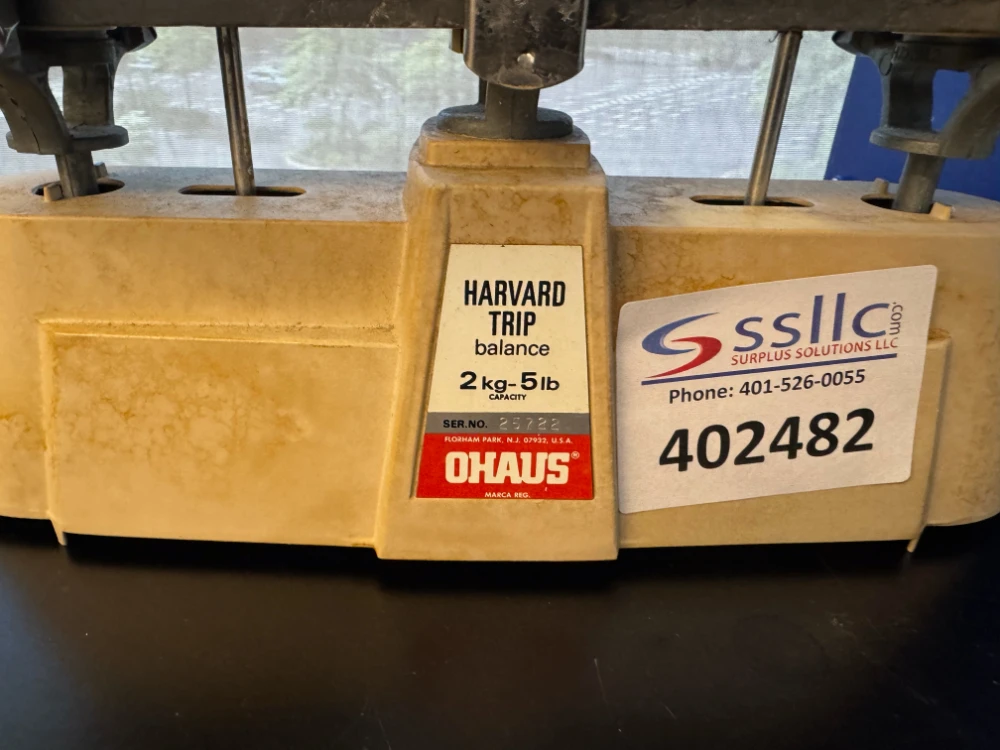 HARVARD
TRIP
balance
2 kg-5 lb
CAPACITY
SER.NO. 25722
FLORHAM PARK, N.J. 07932, U.S.A.
OHAUS®
MARCA REG.
ssllc.com
SURPLUS SOLUTIONS LLC
Phone: 401-526-0055
402482